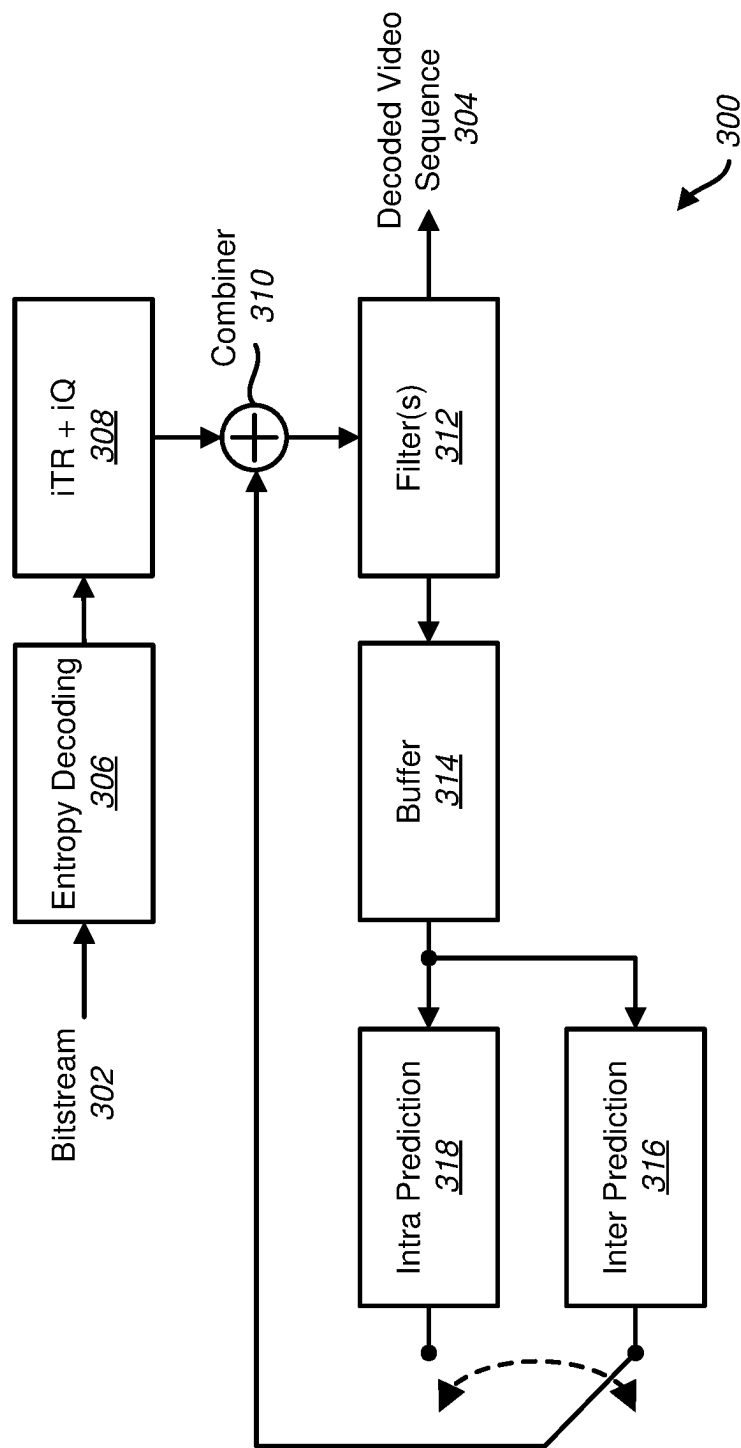 Bitstream
302
Entropy Decoding
306
iTR + iQ
308
Combiner
310
Intra Prediction
318
Buffer
314
Filter(s)
312
Decoded Video
Sequence
304
Inter Prediction
316
300